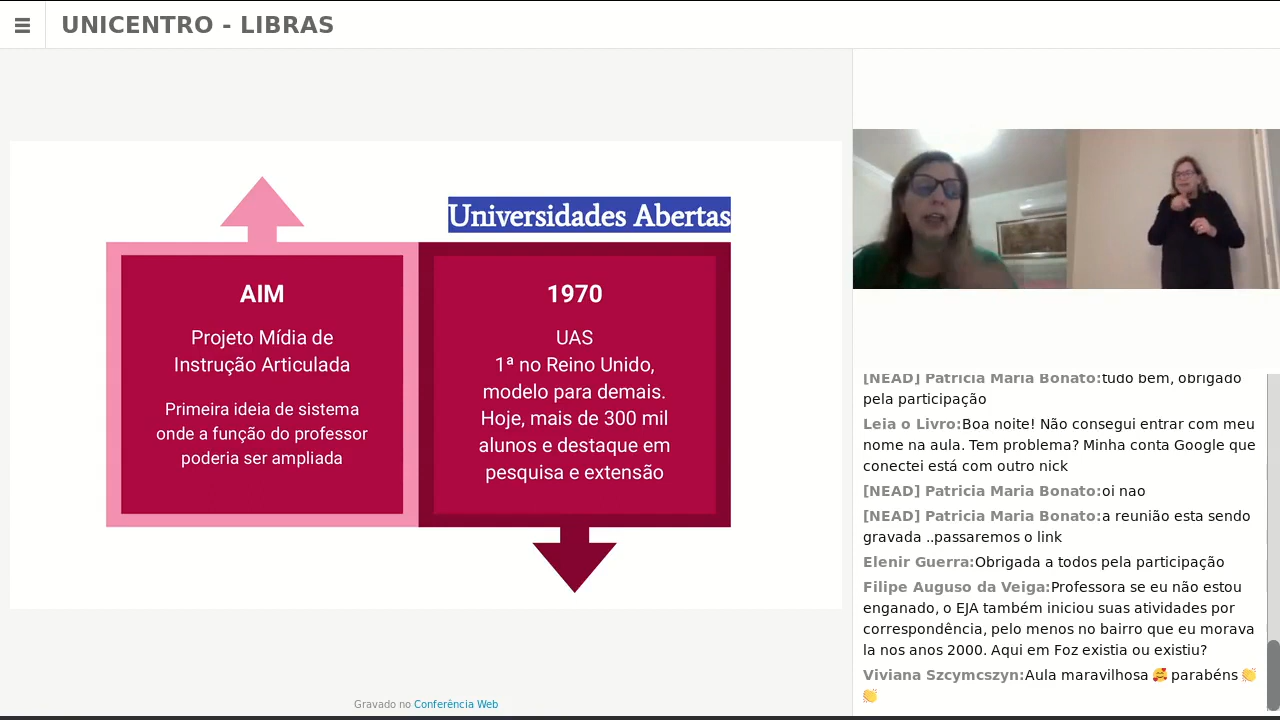 UNICENTRO - LIBRAS
Universidades Abertas
AIM
Projeto Mídia de
Instrução Articulada
Primeira ideia de sistema
onde a função do professor
poderia ser ampliada
1970
UAS
1ª no Reino Unido,
modelo para demais.
Hoje, mais de 300 mil
alunos e destaque em
pesquisa e extensão
Gravado no Conferência Web
[NEAD] Patricia Maria Bonato:tudo bem, obrigado
pela participação
Leia o Livro:Boa noite! Não consegui entrar com meu
nome na aula. Tem problema? Minha conta Google que
conectei está com outro nick
[NEAD] Patricia Maria Bonato:oi nao
[NEAD] Patricia Maria Bonato:a reunião esta sendo
gravada ..passaremos o link
Elenir Guerra:Obrigada a todos pela participação
Filipe Auguso da Veiga:Professora se eu não estou
enganado, o EJA também iniciou suas atividades por
correspondência, pelo menos no bairro que eu morava
la nos anos 2000. Aqui em Foz existia ou existiu?
Viviana Szcymcszyn:Aula maravilhosa 🥰 parabéns 👏
👏